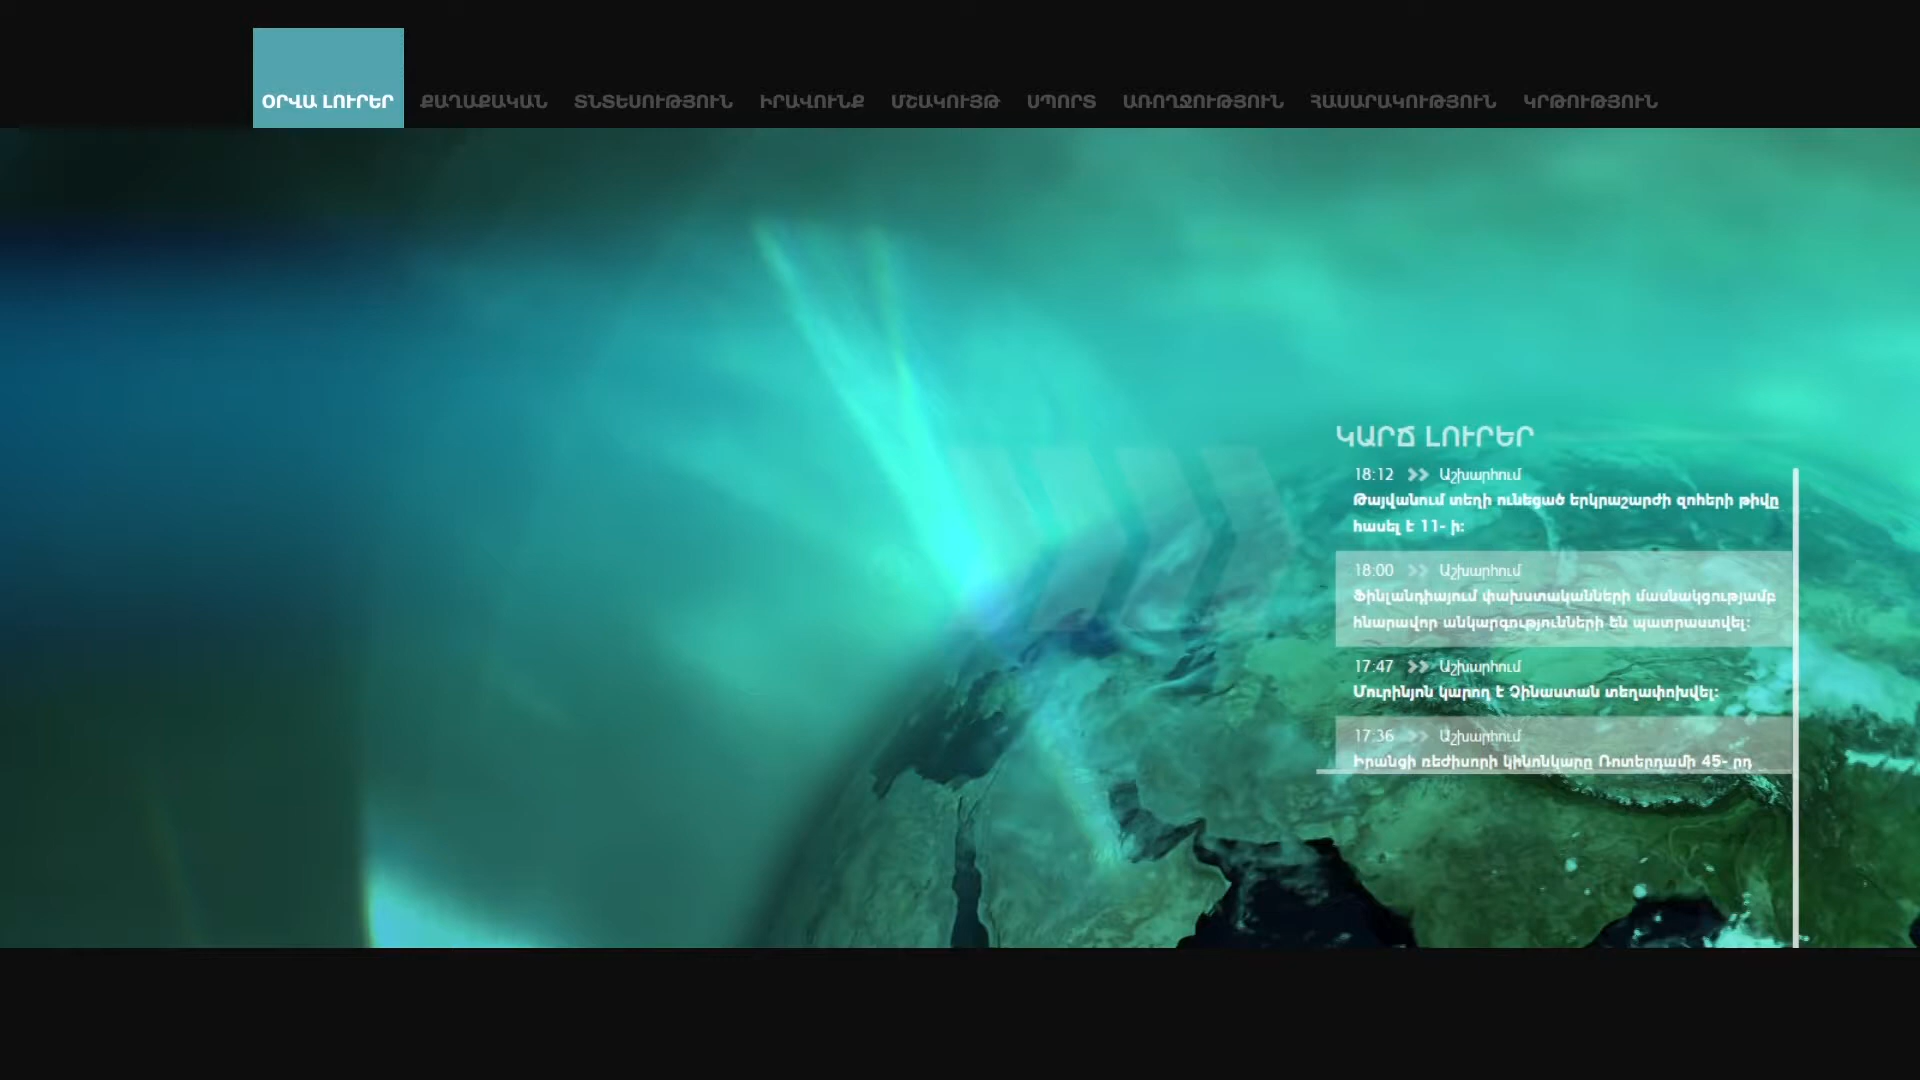 ՕՐՎԱ ԼՈՒՐԵՐ ՔԱՂԱՔԱԿԱՆ ՏՆՏԵՍՈՒԹՅՈՒՆ ԻՐԱՎՈՒՆՔ ՄՇԱԿՈՒՅԹ ՍՊՈՐՏ ԱՌՈՂՋՈՒԹՅՈՒՆ ՀԱՍԱՐԱԿՈՒԹՅՈՒՆ ԿՐԹՈՒԹՅՈՒՆ
ԿԱՐՃ ԼՈՒՐԵՐ
18:12 >> Աշխարհում
Թայվանում տեղի ունեցած երկրաշարժի զոհերի թիվը
հասել է 11- ի:
18:00 >> Աշխարհում
Ֆինլանդիայում փախստականների մասնակցությամբ
հնարավոր անկարգությունների են պատրաստվել:
17:47 >> Աշխարհում
Մուրինյոն կարող է Չինաստան տեղափոխվել:
17:36 >> Աշխարհում
Իրանցի ռեժիսորի կինոնկարը Ռոտերդամի 45- րդ